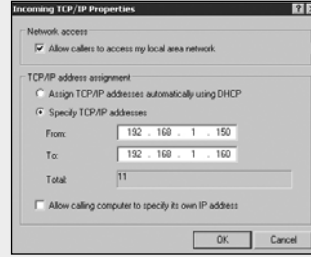 Incoming TCP/IP Properties
Network access
Allow callers to access my local area network
TCP/IP address assignment
Assign TCP/IP addresses automatically using DHCP
Specify TCP/IP addresses
From: 192 . 168 . 1 . 150
To: 192 . 168 . 1 . 160
Total: 11
Allow calling computer to specify its own IP address
OK Cancel